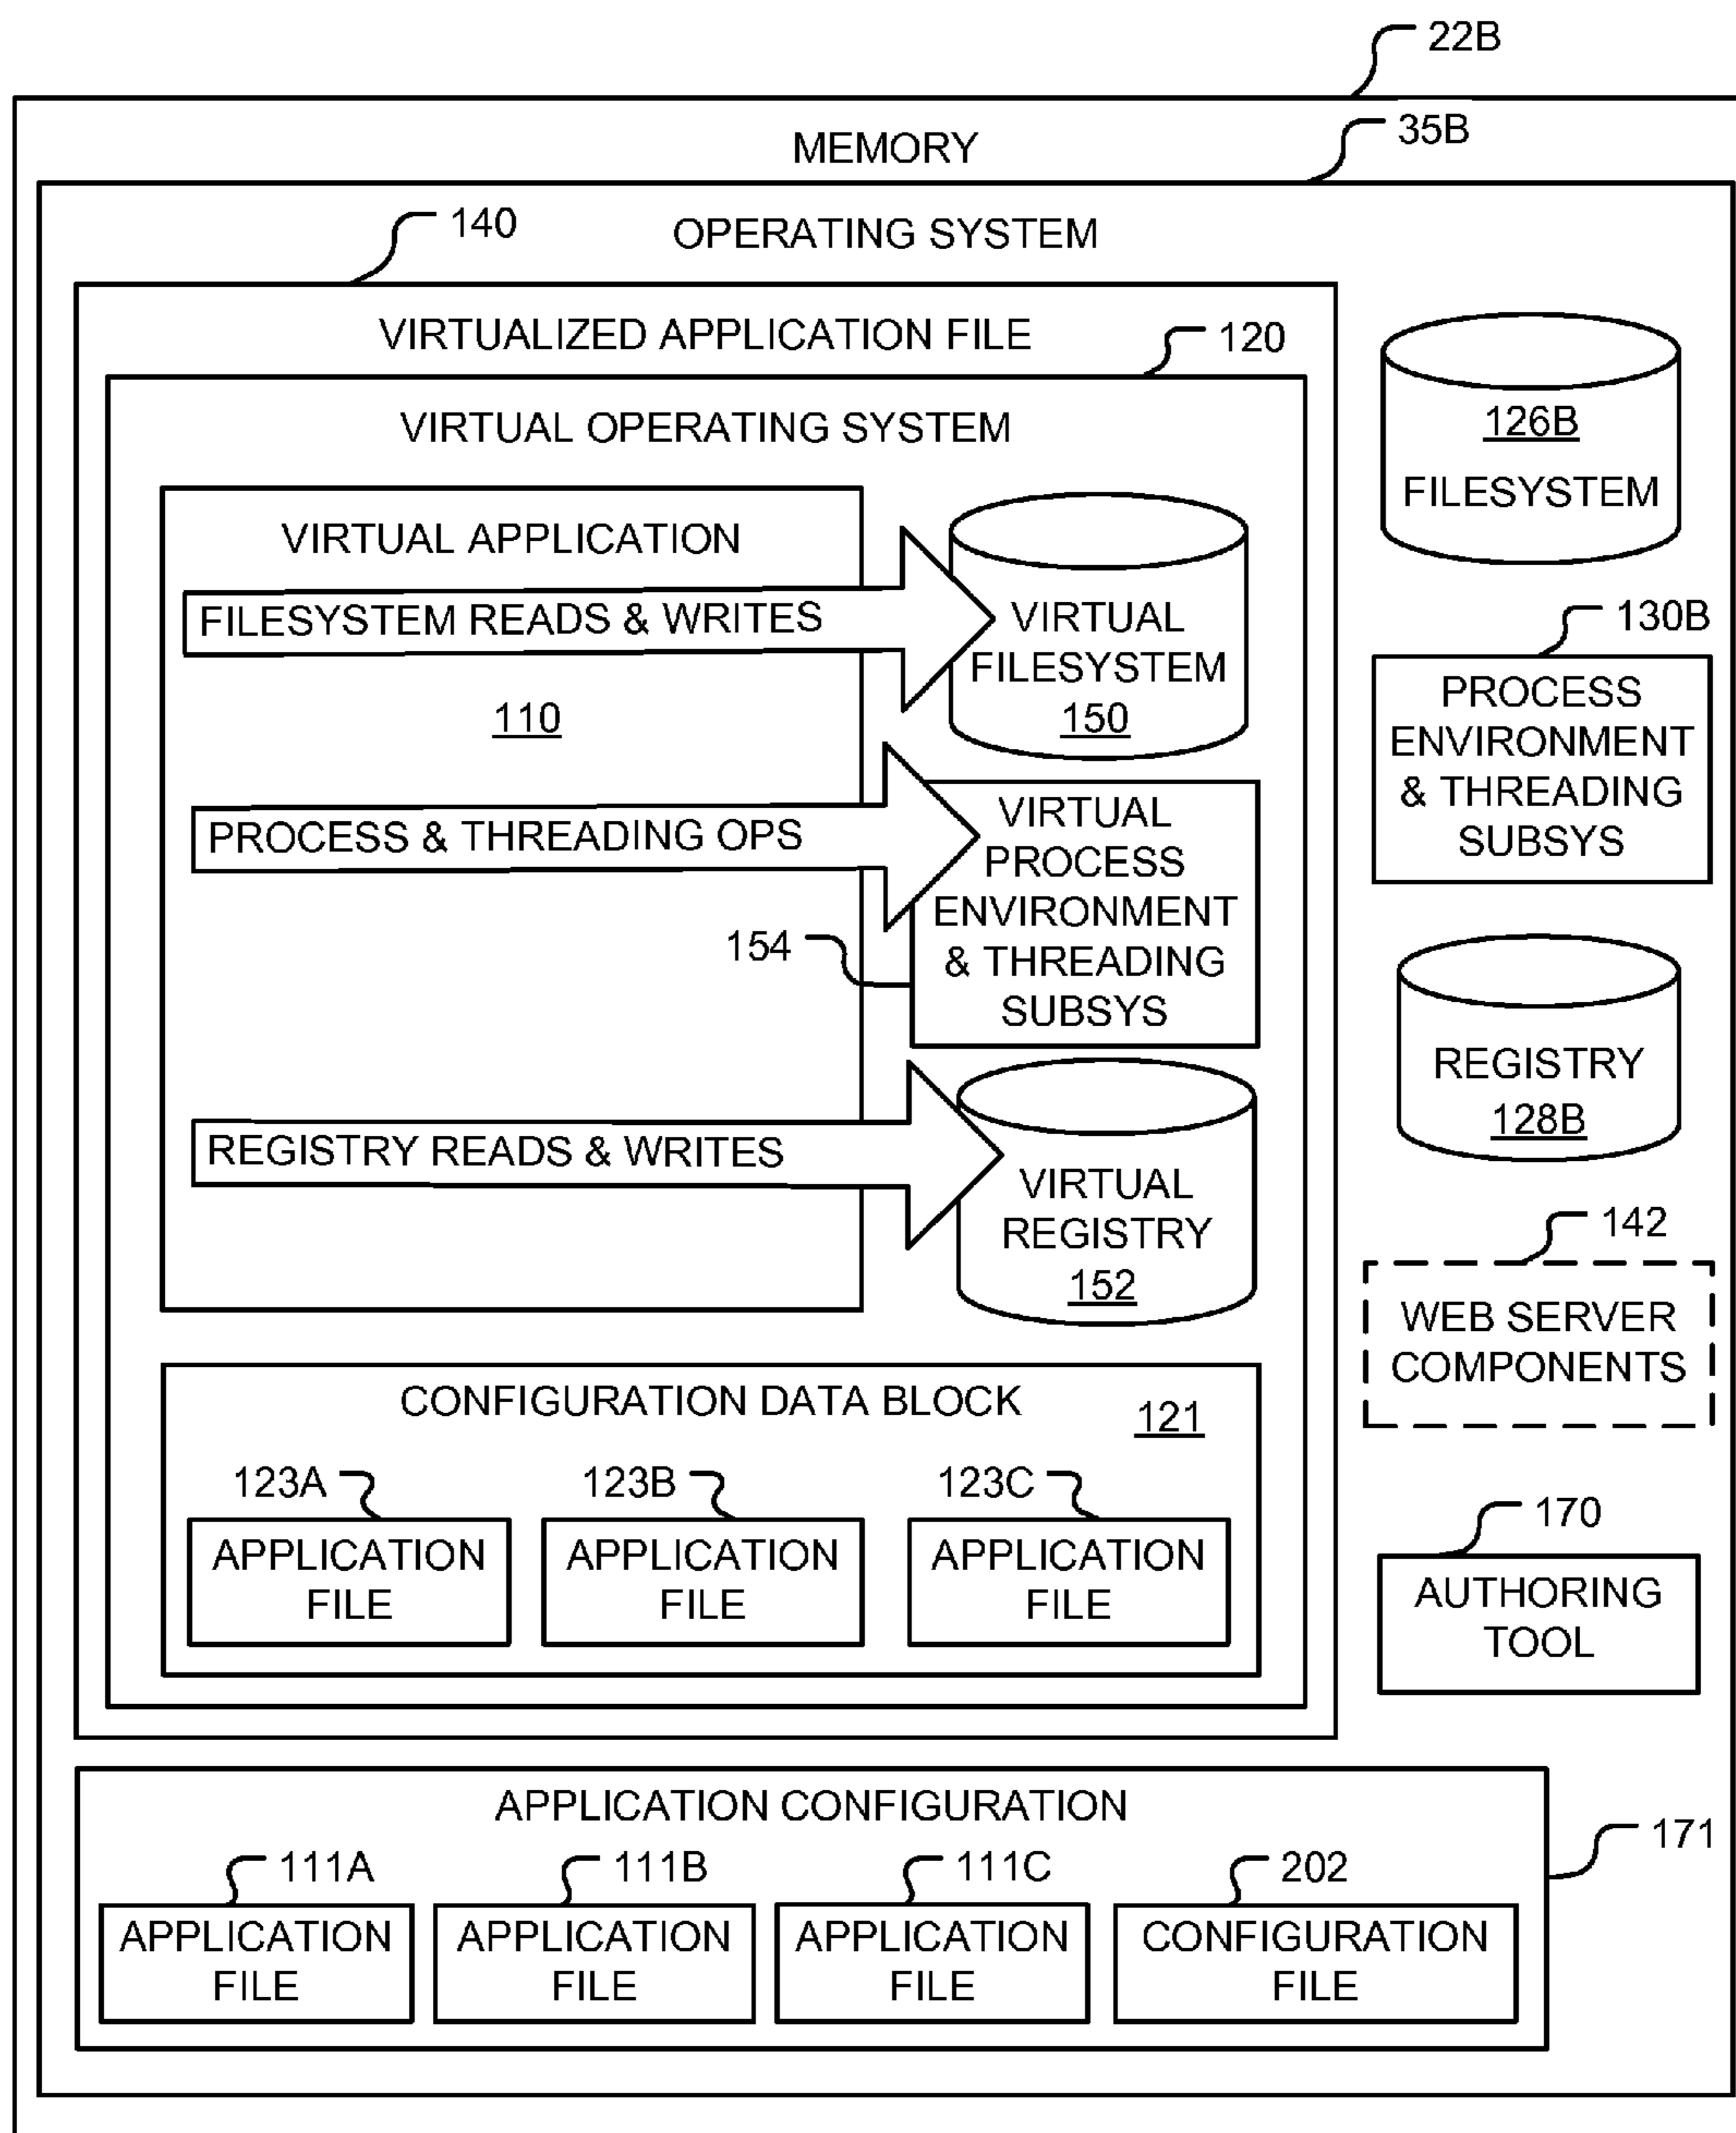 22B
MEMORY
35B
140
OPERATING SYSTEM
VIRTUALIZED APPLICATION FILE
120
VIRTUAL OPERATING SYSTEM
126B
FILESYSTEM
VIRTUAL APPLICATION
FILESYSTEM READS & WRITES
110
VIRTUAL
FILESYSTEM
150
130B
PROCESS
ENVIRONMENT
& THREADING
SUBSYS
PROCESS & THREADING OPS
154
VIRTUAL
PROCESS
ENVIRONMENT
& THREADING
SUBSYS
REGISTRY
128B
REGISTRY READS & WRITES
VIRTUAL
REGISTRY
152
142
WEB SERVER
COMPONENTS
CONFIGURATION DATA BLOCK
121
123A
123B
123C
APPLICATION
FILE
APPLICATION
FILE
APPLICATION
FILE
170
AUTHORING
TOOL
APPLICATION CONFIGURATION
171
111A
111B
111C
202
APPLICATION
FILE
APPLICATION
FILE
APPLICATION
FILE
CONFIGURATION
FILE